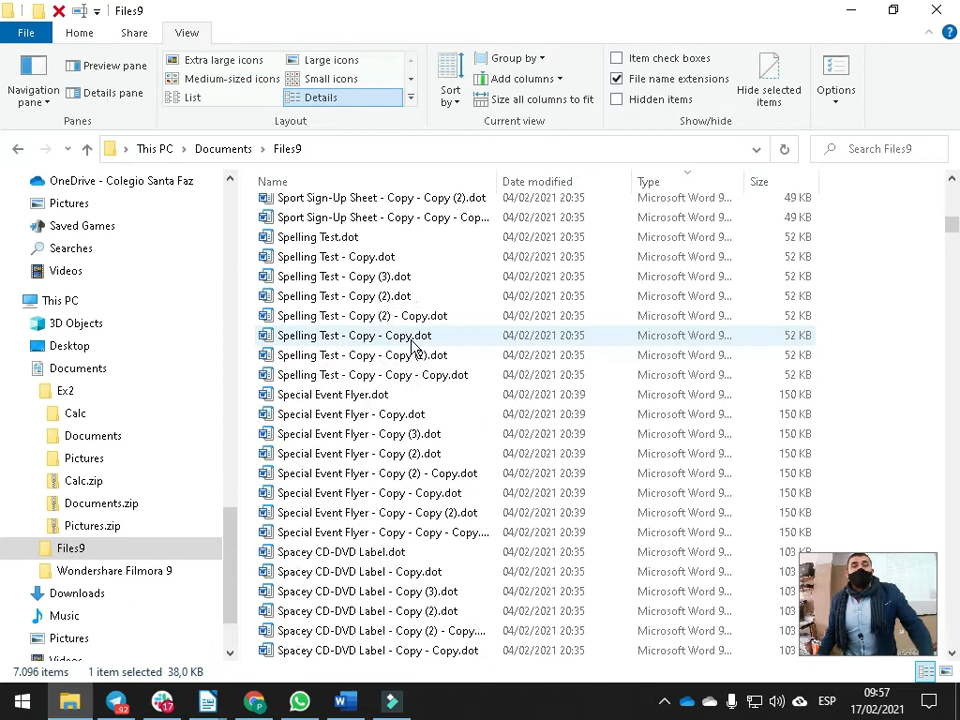 Files9
File Home Share View
Navigation pane
Preview pane
Details pane
Panes
Extra large icons
Large icons
Medium-sized icons
Small icons
List
Details
Layout
Sort by
Group by
Add columns
Size all columns to fit
Current view
Item check boxes
File name extensions
Hidden items
Hide selected items
Show/hide
Options
This PC > Documents > Files9
Search Files9
OneDrive - Colegio Santa Faz
Pictures
Saved Games
Searches
Videos
This PC
3D Objects
Desktop
Documents
Ex2
Calc
Documents
Pictures
Calc.zip
Documents.zip
Pictures.zip
Files9
Wondershare Filmora 9
Downloads
Music
Pictures
Name Date modified Type Size
Sport Sign-Up Sheet - Copy - Copy (2).dot 04/02/2021 20:35 Microsoft Word 9... 49 KB
Sport Sign-Up Sheet - Copy - Copy - Cop... 04/02/2021 20:35 Microsoft Word 9... 49 KB
Spelling Test.dot 04/02/2021 20:35 Microsoft Word 9... 52 KB
Spelling Test - Copy.dot 04/02/2021 20:35 Microsoft Word 9... 52 KB
Spelling Test - Copy (3).dot 04/02/2021 20:35 Microsoft Word 9... 52 KB
Spelling Test - Copy (2).dot 04/02/2021 20:35 Microsoft Word 9... 52 KB
Spelling Test - Copy (2) - Copy.dot 04/02/2021 20:35 Microsoft Word 9... 52 KB
Spelling Test - Copy - Copy.dot 04/02/2021 20:35 Microsoft Word 9... 52 KB
Spelling Test - Copy - Copy (2).dot 04/02/2021 20:35 Microsoft Word 9... 52 KB
Spelling Test - Copy - Copy - Copy.dot 04/02/2021 20:35 Microsoft Word 9... 52 KB
Special Event Flyer.dot 04/02/2021 20:39 Microsoft Word 9... 150 KB
Special Event Flyer - Copy.dot 04/02/2021 20:39 Microsoft Word 9... 150 KB
Special Event Flyer - Copy (3).dot 04/02/2021 20:39 Microsoft Word 9... 150 KB
Special Event Flyer - Copy (2).dot 04/02/2021 20:39 Microsoft Word 9... 150 KB
Special Event Flyer - Copy (2) - Copy.dot 04/02/2021 20:39 Microsoft Word 9... 150 KB
Special Event Flyer - Copy - Copy.dot 04/02/2021 20:39 Microsoft Word 9... 150 KB
Special Event Flyer - Copy - Copy (2).dot 04/02/2021 20:39 Microsoft Word 9... 150 KB
Special Event Flyer - Copy - Copy - Copy.... 04/02/2021 20:39 Microsoft Word 9... 150 KB
Spacey CD-DVD Label.dot 04/02/2021 20:35 Microsoft Word 9... 103 KB
Spacey CD-DVD Label - Copy.dot 04/02/2021 20:35 Microsoft Word 9... 103
Spacey CD-DVD Label - Copy (3).dot 04/02/2021 20:35 Microsoft Word 9... 103
Spacey CD-DVD Label - Copy (2).dot 04/02/2021 20:35 Microsoft Word 9... 103
Spacey CD-DVD Label - Copy (2) - Copy.... 04/02/2021 20:35 Microsoft Word 9... 103
Spacey CD-DVD Label - Copy - Copy.dot 04/02/2021 20:35 Microsoft Word 9... 103 KB
7.096 items 1 item selected 38,0 KB
92
17
ESP
09:57
17/02/2021